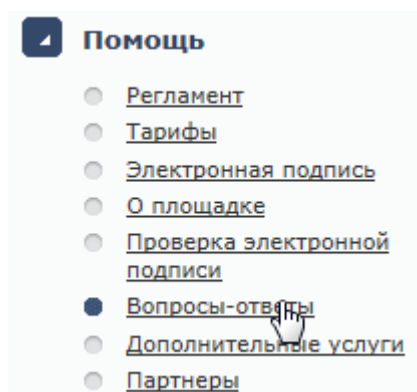 Помощь
Регламент
Тарифы
Электронная подпись
О площадке
Проверка электронной
подписи
Вопросы-ответы
Дополнительные услуги
Партнеры